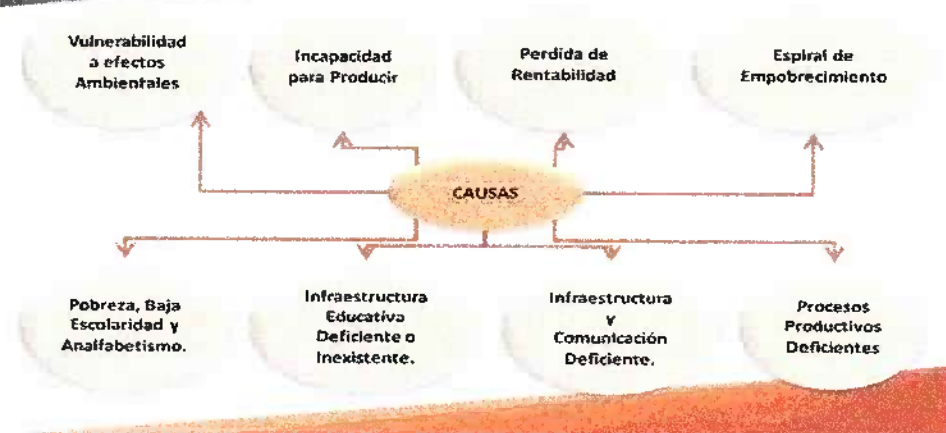 Vulnerabilidad
a efectos
Ambientales
Incapacidad
para Producir
Perdida de
Rentabilidad
Espiral de
Empobrecimiento
CAUSAS
Pobreza, Baja
Escolaridad y
Analfabetismo.
Infraestructura
Educativa
Deficiente o
Inexistente.
Infraestructura
y
Comunicación
Deficiente.
Procesos
Productivos
Deficientes